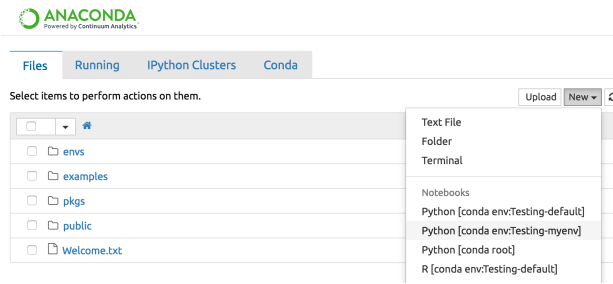 ANACONDA
Powered by Continuum Analytics
Files Running IPython Clusters Conda
Select items to perform actions on them.
Upload New
envs
examples
pkgs
public
Welcome.txt
Text File
Folder
Terminal
Notebooks
Python [conda env:Testing-default]
Python [conda env:Testing-myenv]
Python [conda root]
R [conda env:Testing-default]